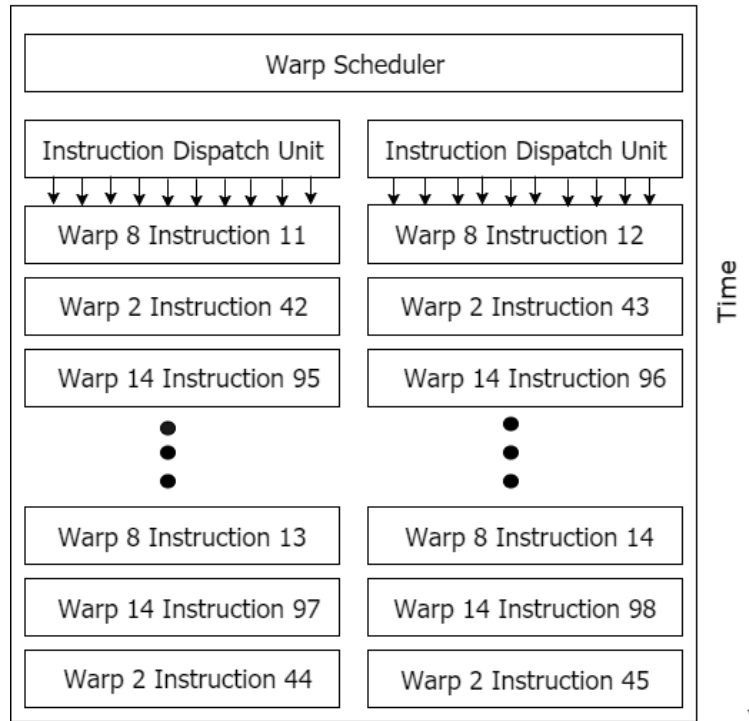 Warp Scheduler
Instruction Dispatch Unit Instruction Dispatch Unit
Warp 8 Instruction 11 Warp 8 Instruction 12
Warp 2 Instruction 42 Warp 2 Instruction 43
Warp 14 Instruction 95 Warp 14 Instruction 96
Warp 8 Instruction 13 Warp 8 Instruction 14
Warp 14 Instruction 97 Warp 14 Instruction 98
Warp 2 Instruction 44 Warp 2 Instruction 45
Time